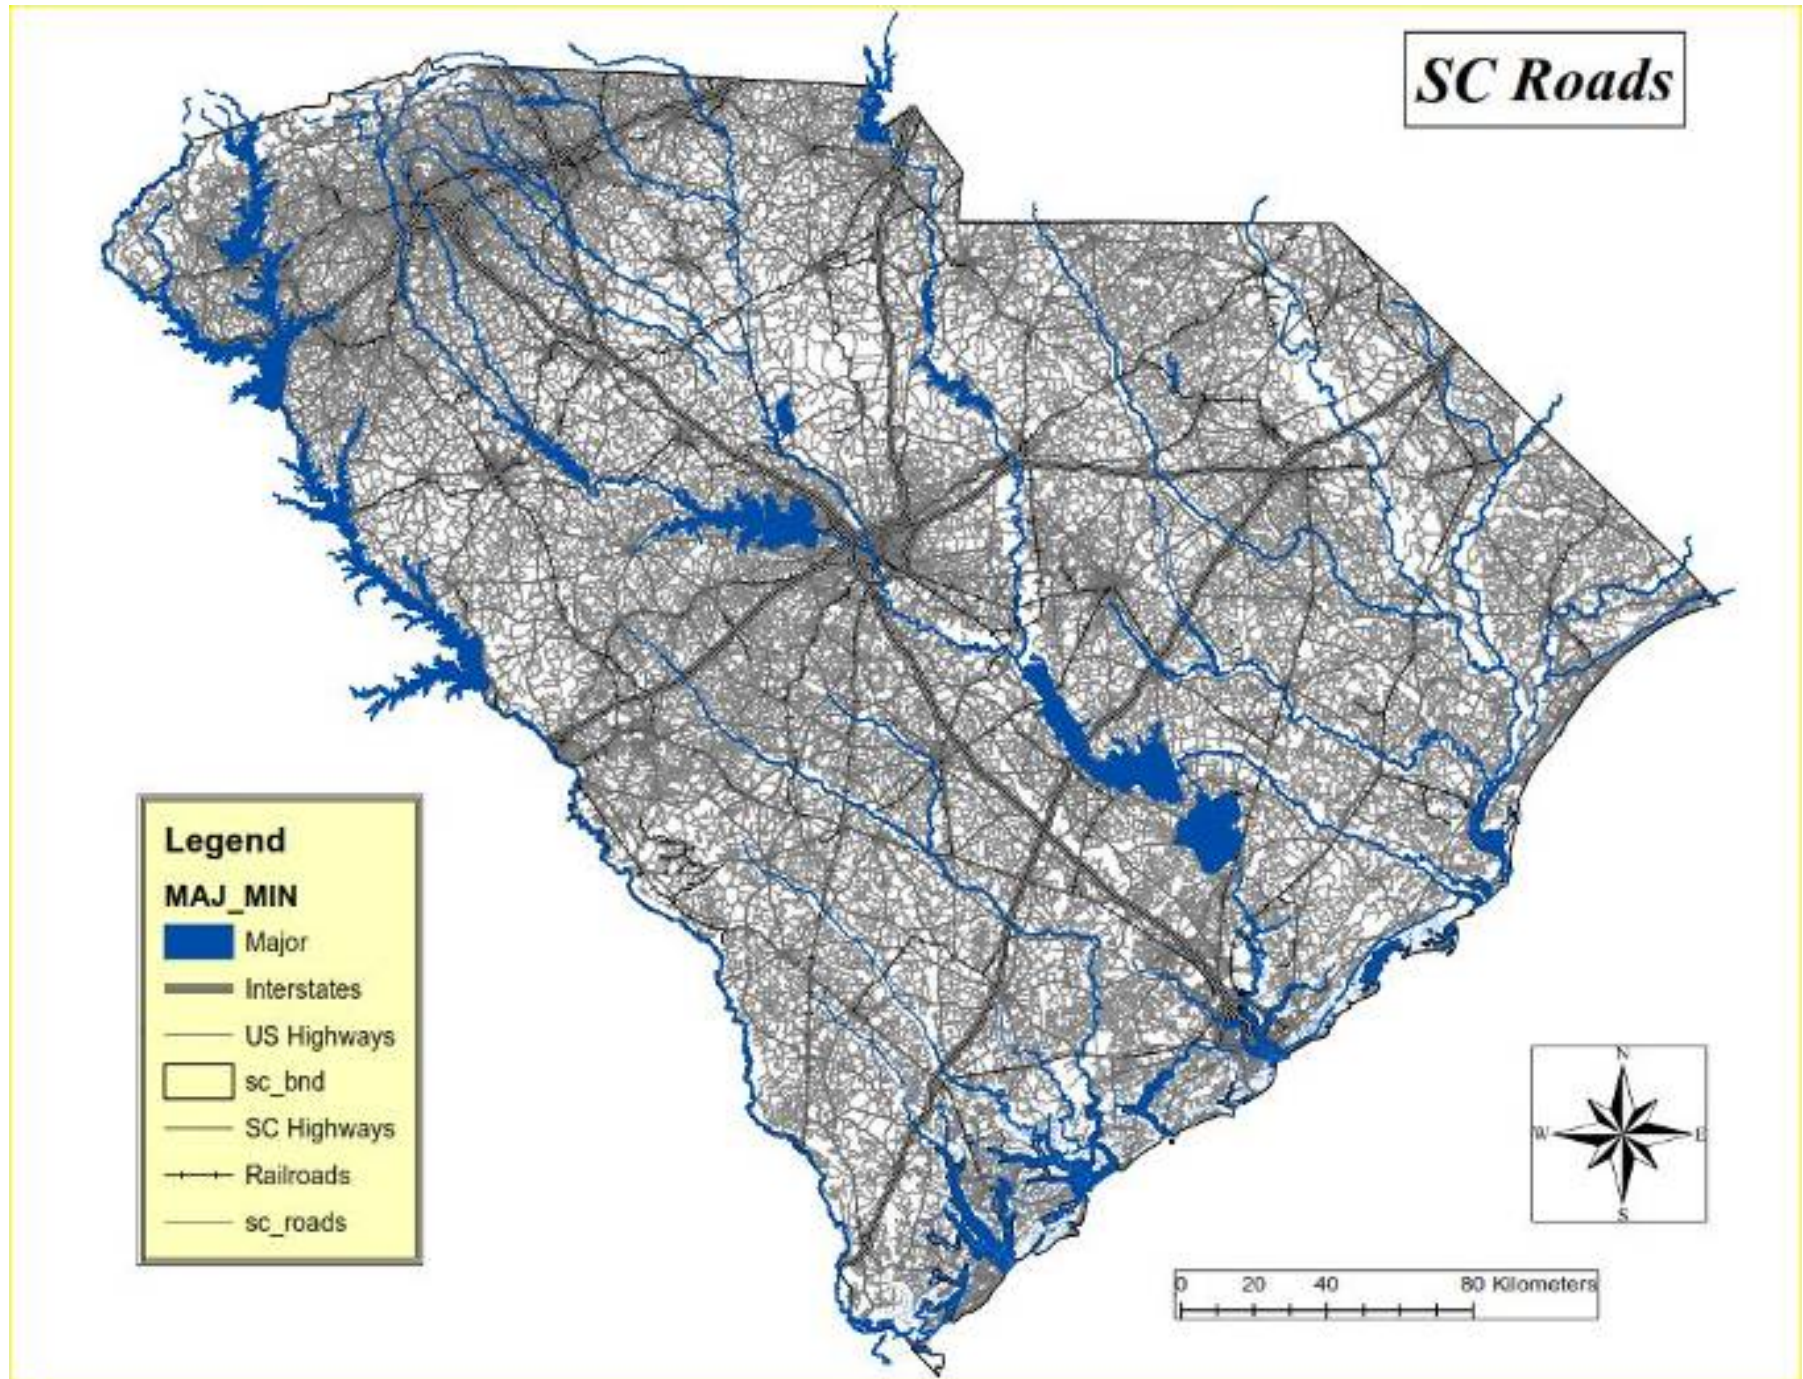 SC Roads
Legend
MAJ_MIN
Major
Interstates
US Highways
sc_bnd
SC Highways
Railroads
sc_roads
N
W E
S
0 20 40 80 Kilometers